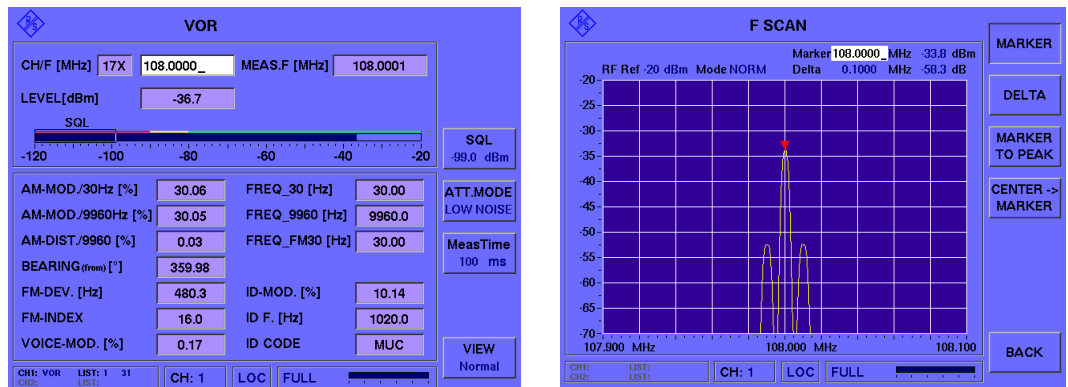 VOR
CH/F [MHz] 17X 108.0000_ MEAS.F [MHz] 108.0001
LEVEL[dBm] -36.7
SQL
-120 -100 -80 -60 -40 -20
SQL
-99.0 dBm
ATT.MODE
LOW NOISE
MeasTime
100 ms
VIEW
Normal
AM-MOD./30Hz [%] 30.06 FREQ_30 [Hz] 30.00
AM-MOD./9960Hz [%] 30.05 FREQ_9960 [Hz] 9960.0
AM-DIST./9960 [%] 0.03 FREQ_FM30 [Hz] 30.00
BEARING (from) [°] 359.98
FM-DEV. [Hz] 480.3 ID-MOD. [%] 10.14
FM-INDEX 16.0 ID F. [Hz] 1020.0
VOICE-MOD. [%] 0.17 ID CODE MUC
CH1: VOR LIST: 1 31
CH2: LIST:
CH: 1 LOC FULL
R/S
F SCAN
Marker 108.0000_ MHz -33.8 dBm
RF Ref -20 dBm Mode NORM Delta 0.1000 MHz -58.3 dB
-20
-25
-30
-35
-40
-45
-50
-55
-60
-65
-70
107.900 MHz 108.000 MHz 108.100
MARKER
DELTA
MARKER
TO PEAK
CENTER ->
MARKER
BACK
CH1: LIST:
CH2: LIST:
CH: 1 LOC FULL